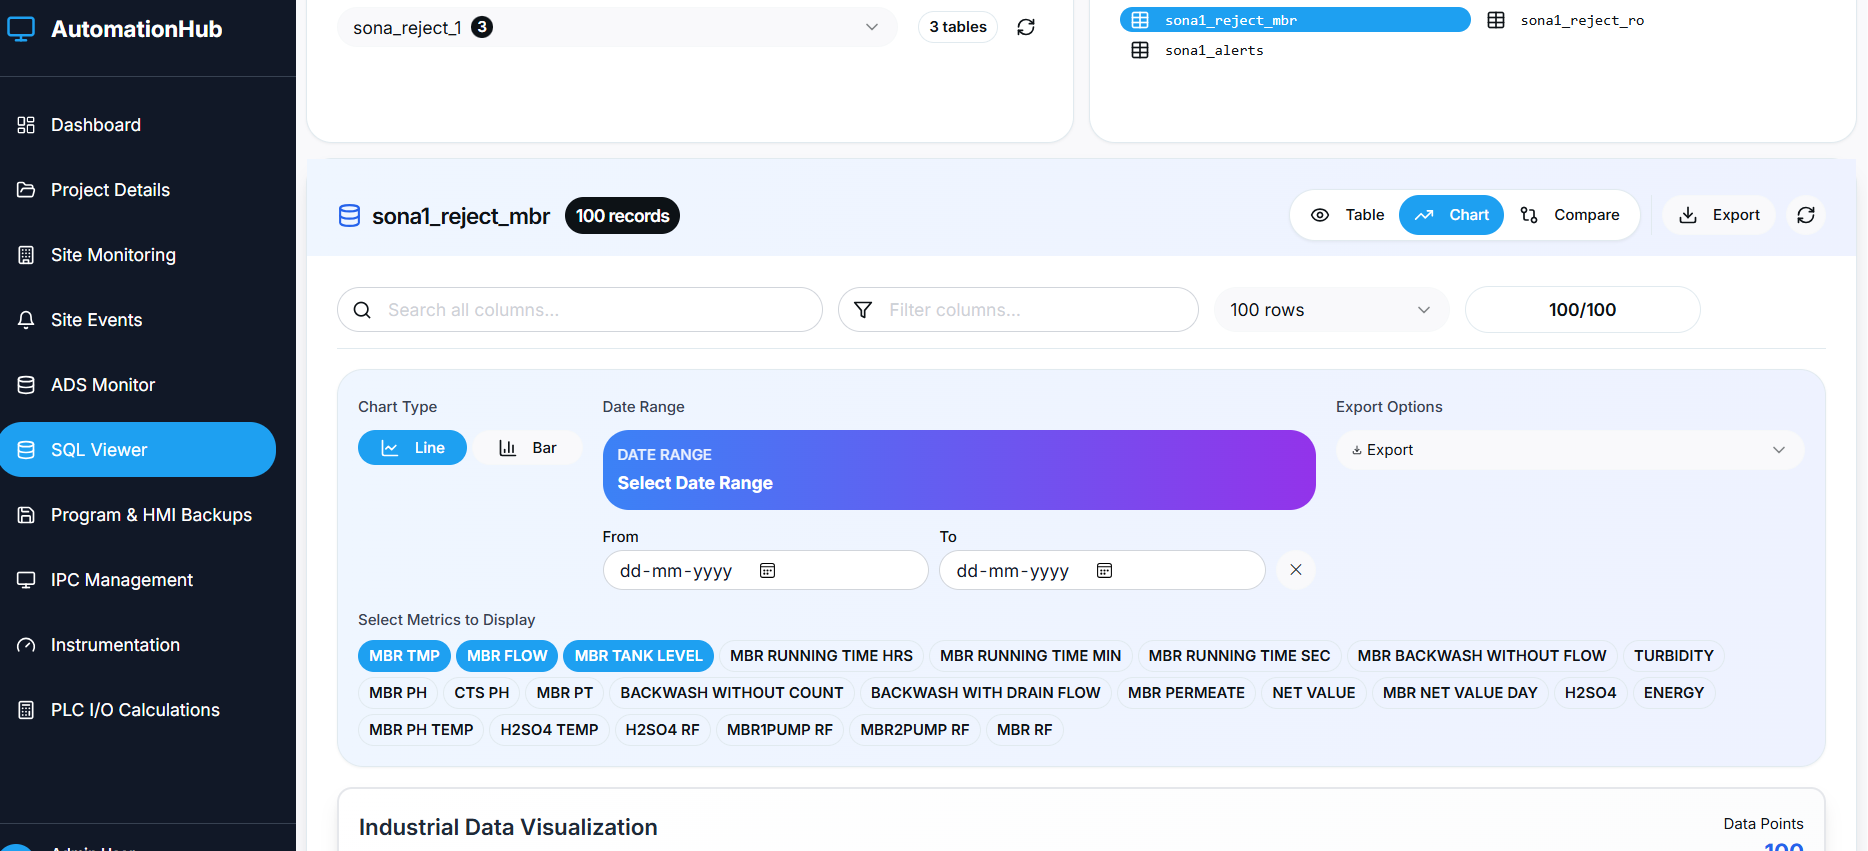 AutomationHub
Dashboard
Project Details
Site Monitoring
Site Events
ADS Monitor
SQL Viewer
Program & HMI Backups
IPC Management
Instrumentation
PLC I/O Calculations
sona_reject_1 3
3 tables
sona1_reject_mbr
sona1_reject_ro
sona1_alerts
sona1_reject_mbr 100 records
Table Chart Compare Export
Search all columns...
Filter columns...
100 rows
100/100
Chart Type
Line Bar
Date Range
DATE RANGE
Select Date Range
From
dd-mm-yyyy
To
dd-mm-yyyy
Export Options
Export
Select Metrics to Display
MBR TMP MBR FLOW MBR TANK LEVEL MBR RUNNING TIME HRS MBR RUNNING TIME MIN MBR RUNNING TIME SEC MBR BACKWASH WITHOUT FLOW TURBIDITY
MBR PH CTS PH MBR PT BACKWASH WITHOUT COUNT BACKWASH WITH DRAIN FLOW MBR PERMEATE NET VALUE MBR NET VALUE DAY H2SO4 ENERGY
MBR PH TEMP H2SO4 TEMP H2SO4 RF MBR1PUMP RF MBR2PUMP RF MBR RF
Industrial Data Visualization
Data Points
100